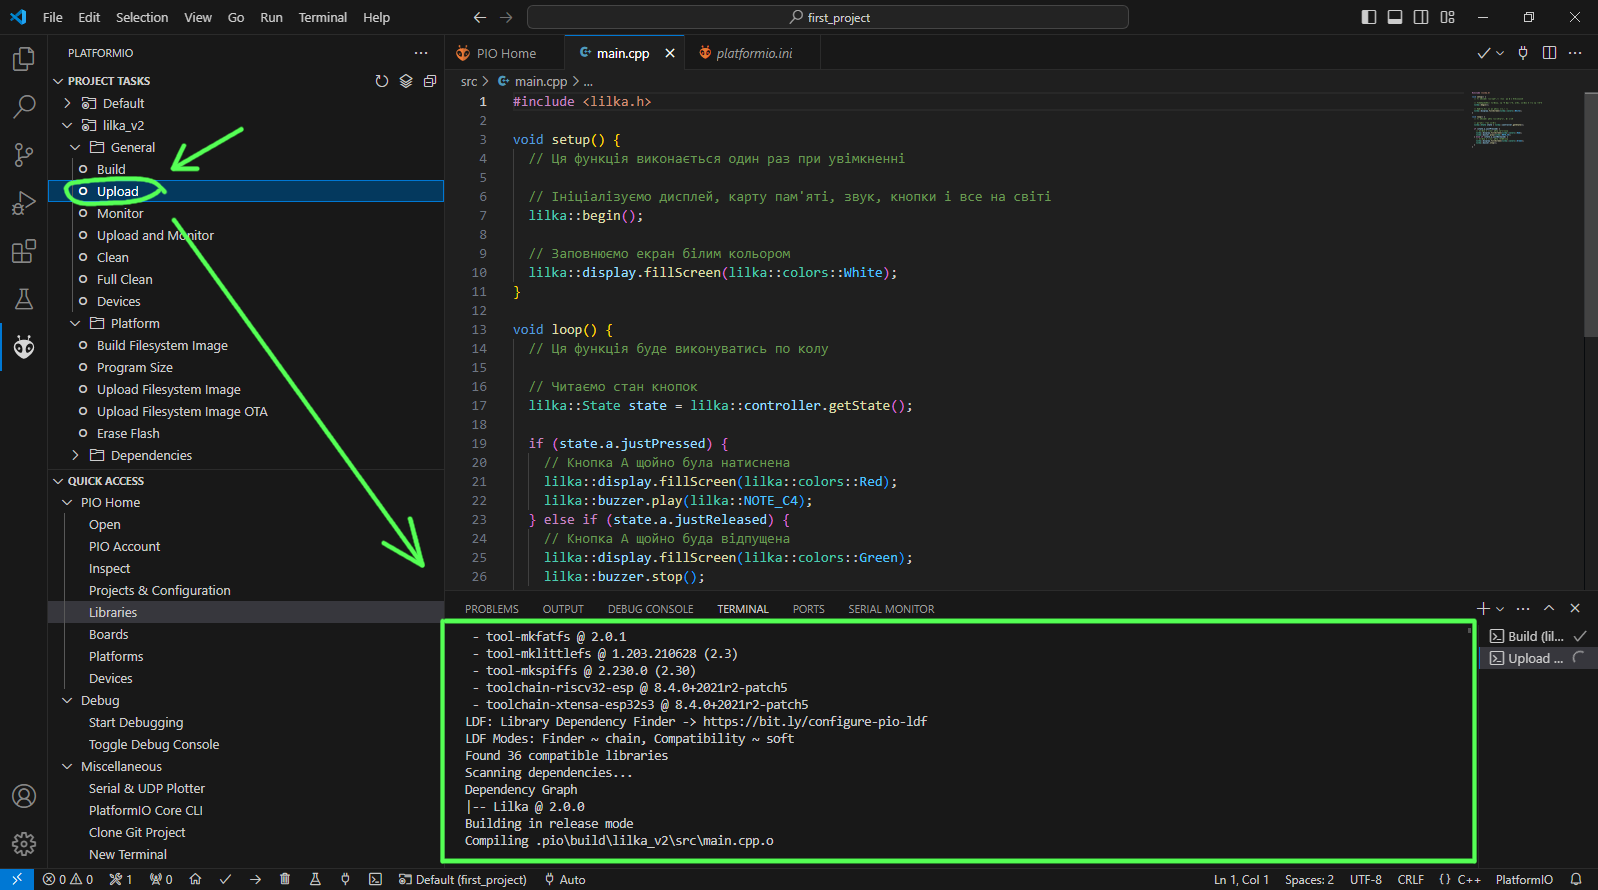 File Edit Selection View Go Run Terminal Help
first_project
PLATFORMIO
PROJECT TASKS
Default
lilka_v2
General
Build
Upload
Monitor
Upload and Monitor
Clean
Full Clean
Devices
Platform
Build Filesystem Image
Program Size
Upload Filesystem Image
Upload Filesystem Image OTA
Erase Flash
Dependencies
QUICK ACCESS
PIO Home
Open
PIO Account
Inspect
Projects & Configuration
Libraries
Boards
Platforms
Devices
Debug
Start Debugging
Toggle Debug Console
Miscellaneous
Serial & UDP Plotter
PlatformIO Core CLI
Clone Git Project
New Terminal
PIO Home main.cpp platformio.ini
src > main.cpp > ...
1 #include <lilka.h>
2
3 void setup() {
4 // Ця функція виконається один раз при увімкненні
5
6 // Ініціалізуємо дисплей, карту пам'яті, звук, кнопки і все на світі
7 lilka::begin();
8
9 // Заповнюємо екран білим кольором
10 lilka::display.fillScreen(lilka::colors::White);
11 }
12
13 void loop() {
14 // Ця функція буде виконуватись по колу
15
16 // Читаємо стан кнопок
17 lilka::State state = lilka::controller.getState();
18
19 if (state.a.justPressed) {
20 // Кнопка A щойно була натиснена
21 lilka::display.fillScreen(lilka::colors::Red);
22 lilka::buzzer.play(lilka::NOTE_C4);
23 } else if (state.a.justReleased) {
24 // Кнопка A щойно буда відпущена
25 lilka::display.fillScreen(lilka::colors::Green);
26 lilka::buzzer.stop();
PROBLEMS OUTPUT DEBUG CONSOLE TERMINAL PORTS SERIAL MONITOR
- tool-mkfatfs @ 2.0.1
- tool-mklittlefs @ 1.203.210628 (2.3)
- tool-mkspiffs @ 2.230.0 (2.30)
- toolchain-riscv32-esp @ 8.4.0+2021r2-patch5
- toolchain-xtensa-esp32s3 @ 8.4.0+2021r2-patch5
LDF: Library Dependency Finder -> https://bit.ly/configure-pio-ldf
LDF Modes: Finder ~ chain, Compatibility ~ soft
Found 36 compatible libraries
Scanning dependencies...
Dependency Graph
|-- Lilka @ 2.0.0
Building in release mode
Compiling .pio\build\lilka_v2\src\main.cpp.o
Build (lil...
Upload ...
0 0 1 0 Default (first_project) Auto
Ln 1, Col 1 Spaces: 2 UTF-8 CRLF {} C++ PlatformIO